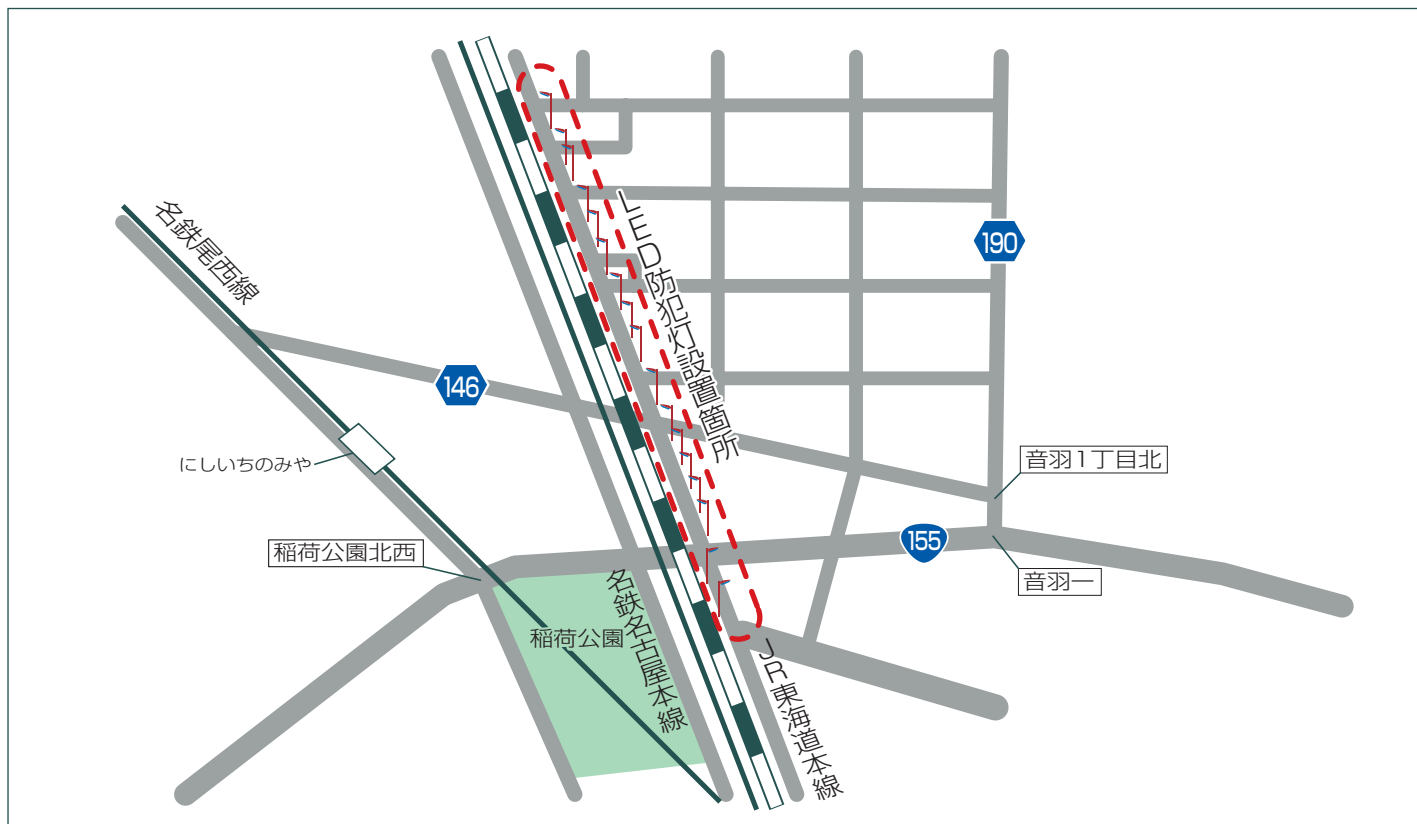 名鉄尾西線
LED防犯灯設置箇所
190
146
にしいちのみや
音羽1丁目北
155
稲荷公園北西
音羽一
稲荷公園
名鉄名古屋本線
JR東海道本線